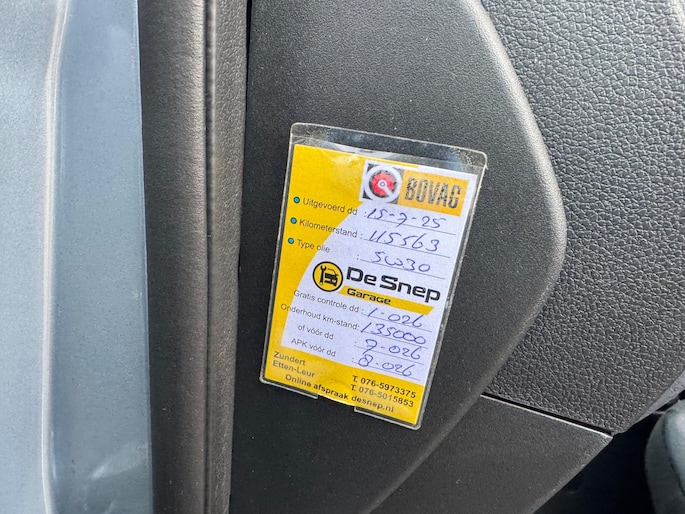 BOVAG
Uitgevoerd dd : 15-7-25
Kilometerstand : 115563
Type olie : 5W30
De Snep
Garage
Gratis controle dd : 1-026
Onderhoud km-stand: 135000
of vóór dd : 7-026
APK vóór dd : 8-026
Zundert T. 076-5973375
Etten-Leur T. 076-5015853
Online afspraak desnep.nl